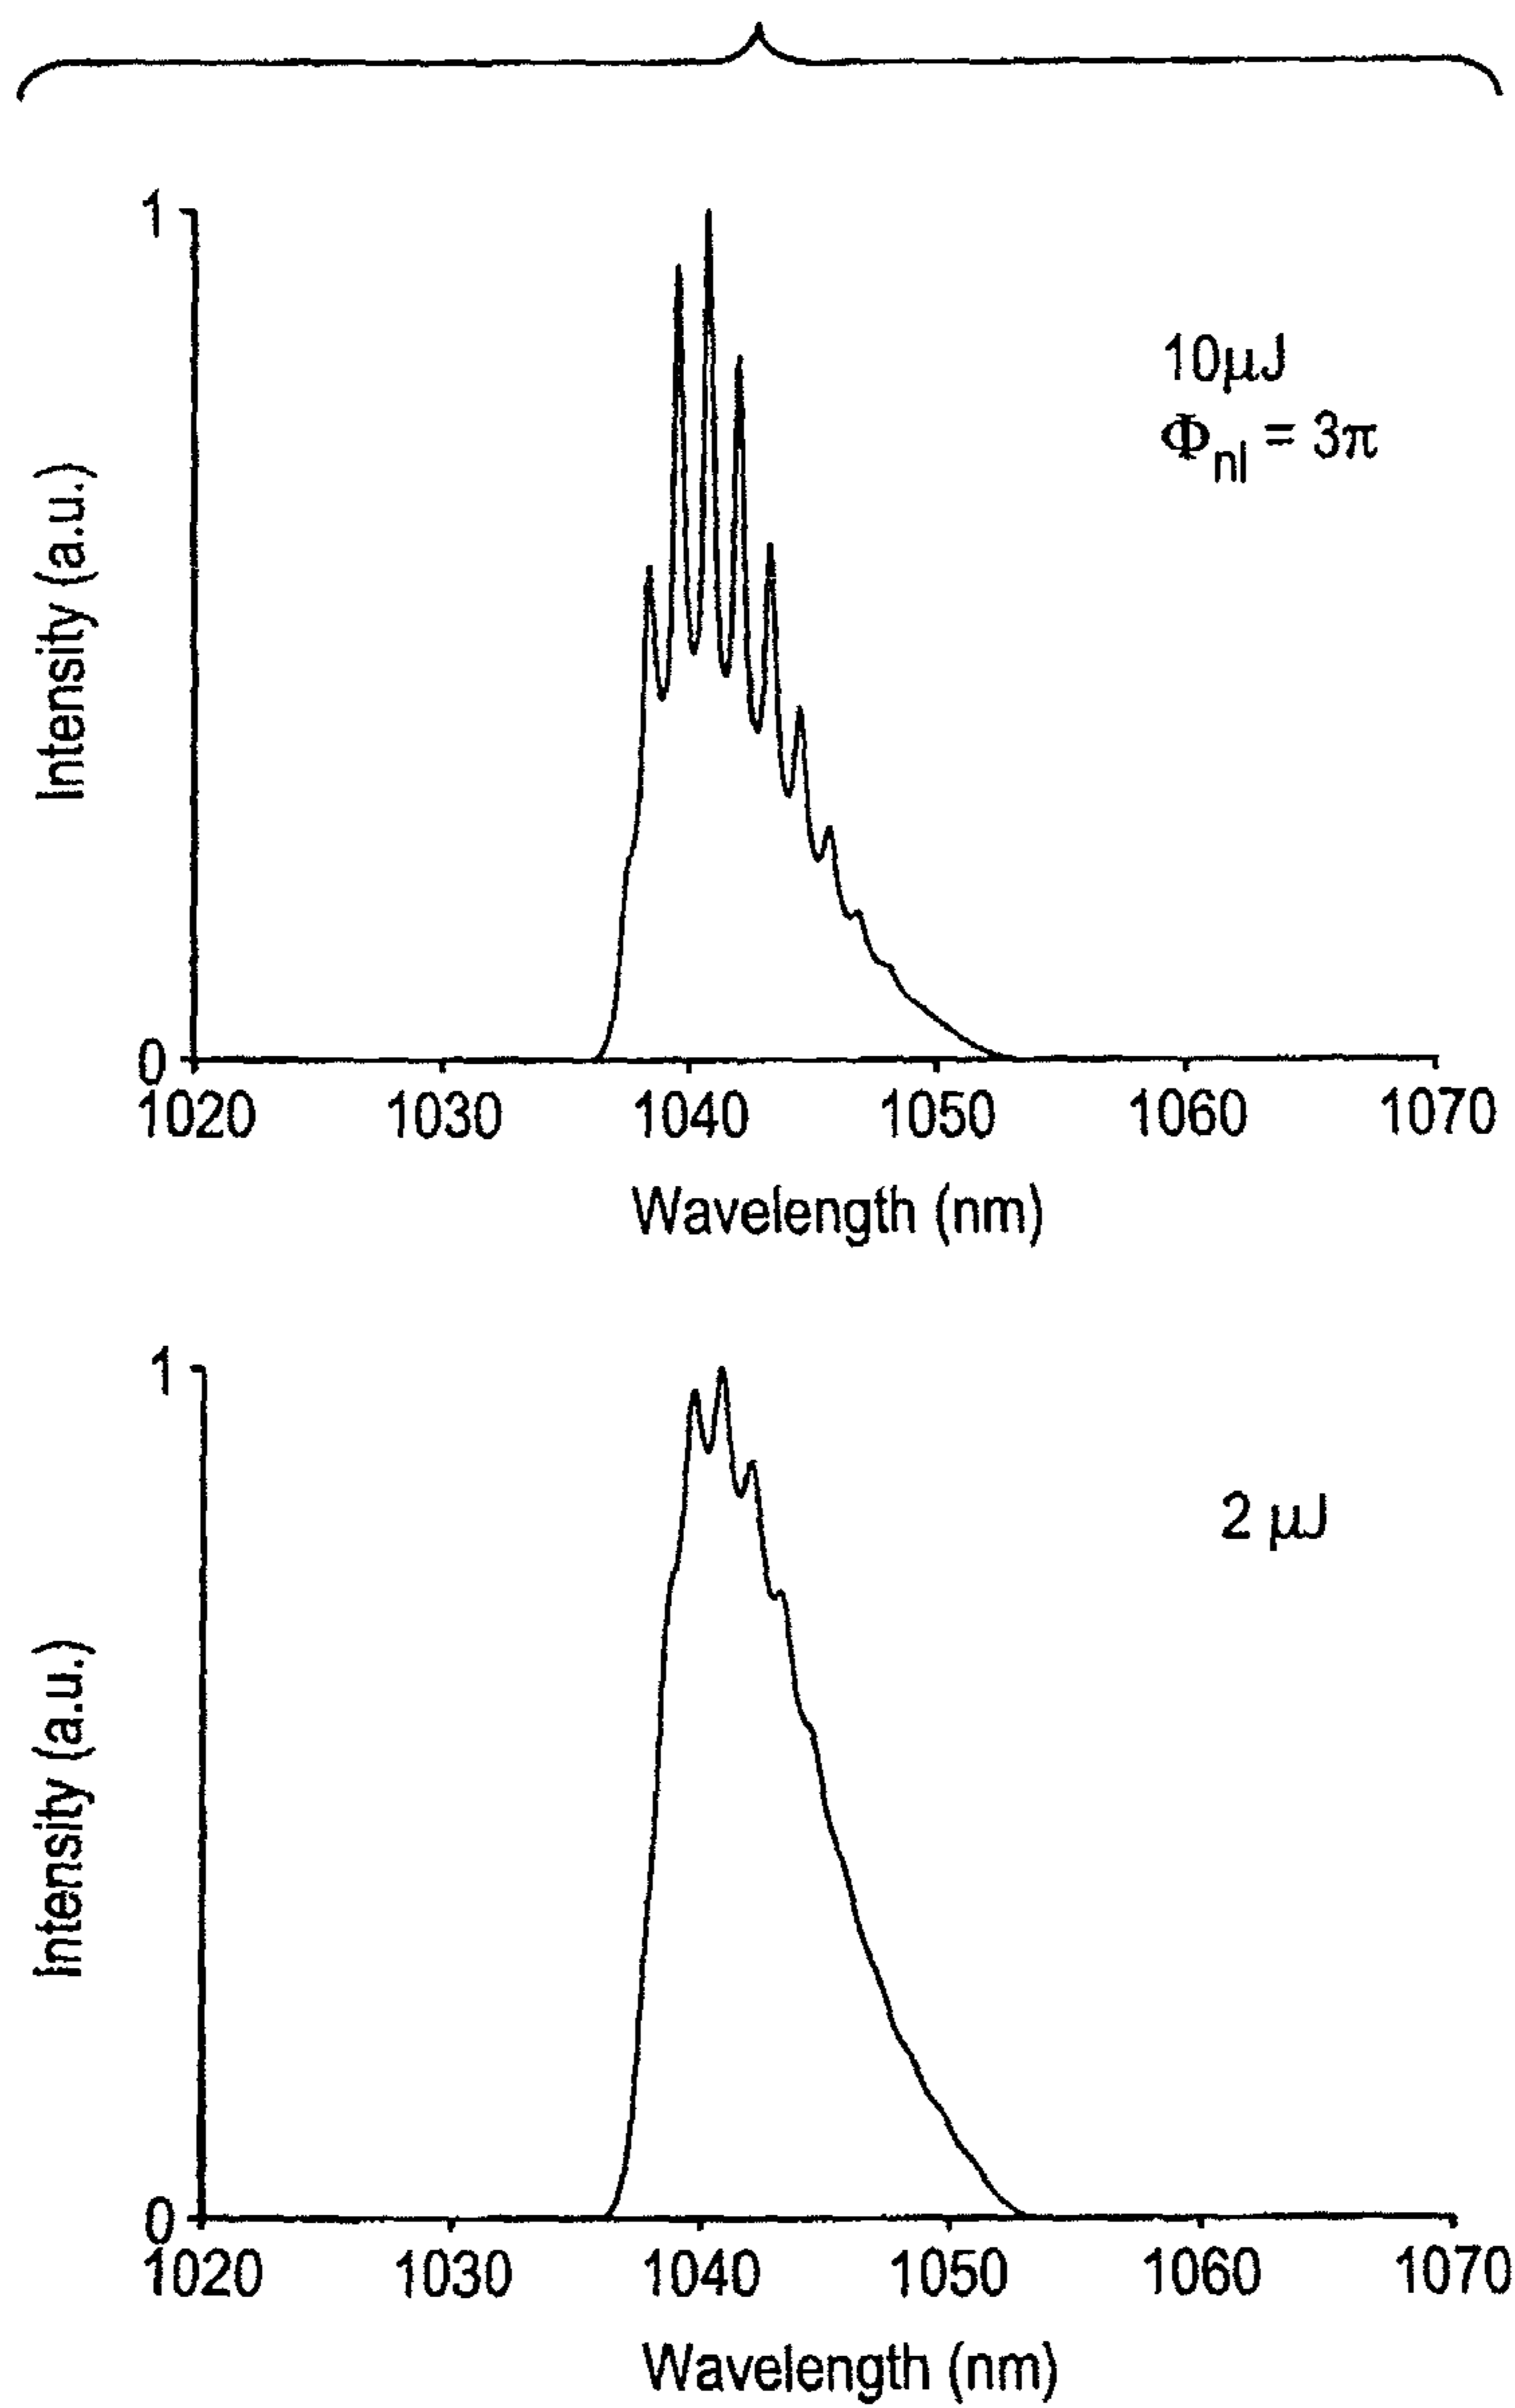 1
10μJ
Φnl = 3π
Intensity (a.u.)
0
1020 1030 1040 1050 1060 1070
Wavelength (nm)
1
2 μJ
Intensity (a.u.)
0
1020 1030 1040 1050 1060 1070
Wavelength (nm)